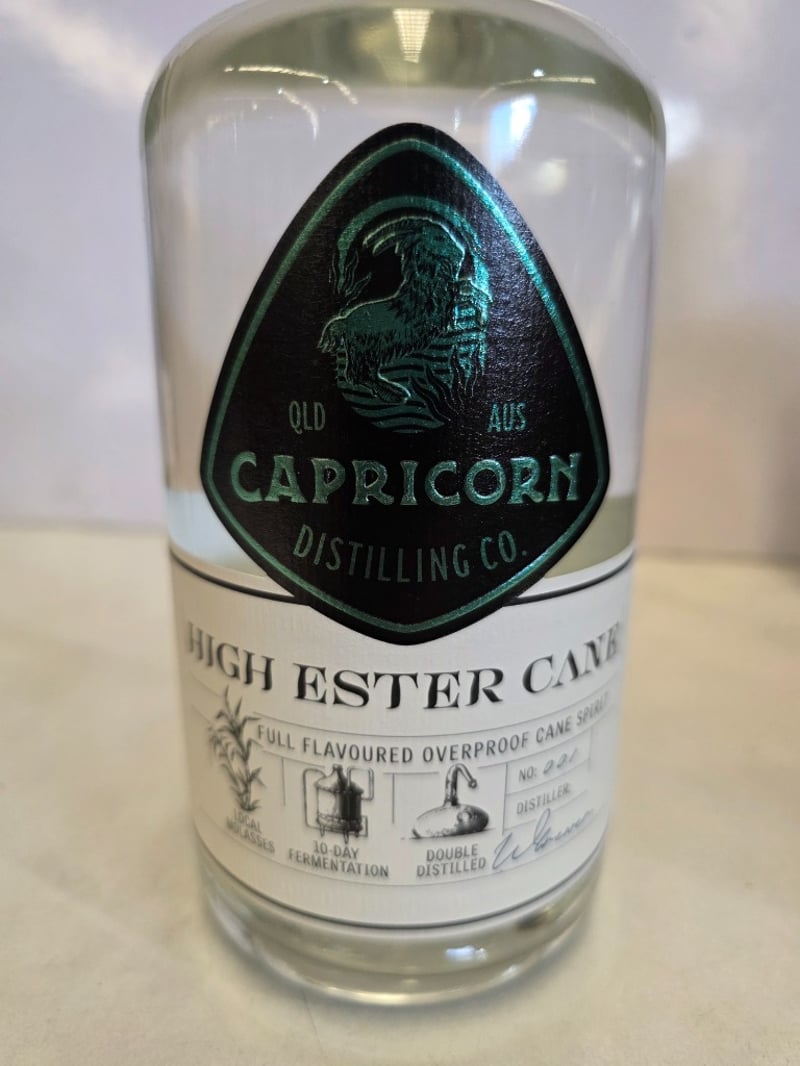 QLD AUS
CAPRICORN
DISTILLING CO.
HIGH ESTER CANE
FULL FLAVOURED OVERPROOF CANE SPIRIT
NO: 221
DISTILLER:
LOCAL
MOLASSES
10-DAY
FERMENTATION
DOUBLE
DISTILLED